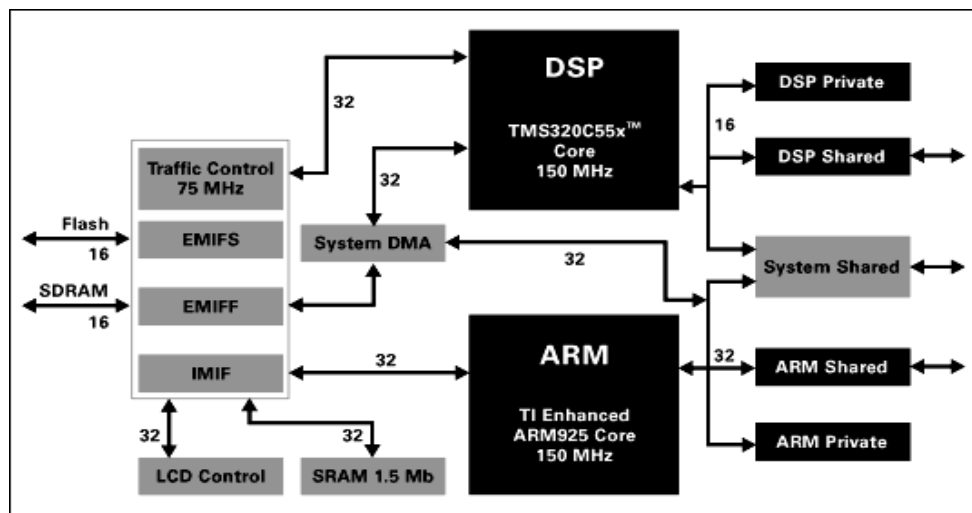 DSP
TMS320C55x™
Core
150 MHz
DSP Private
16
DSP Shared
32
Traffic Control
75 MHz
32
Flash
16
EMIFS
System DMA
32
System Shared
SDRAM
16
EMIFF
ARM
TI Enhanced
ARM925 Core
150 MHz
IMIF
32
32
ARM Shared
ARM Private
32
32
LCD Control
SRAM 1.5 Mb